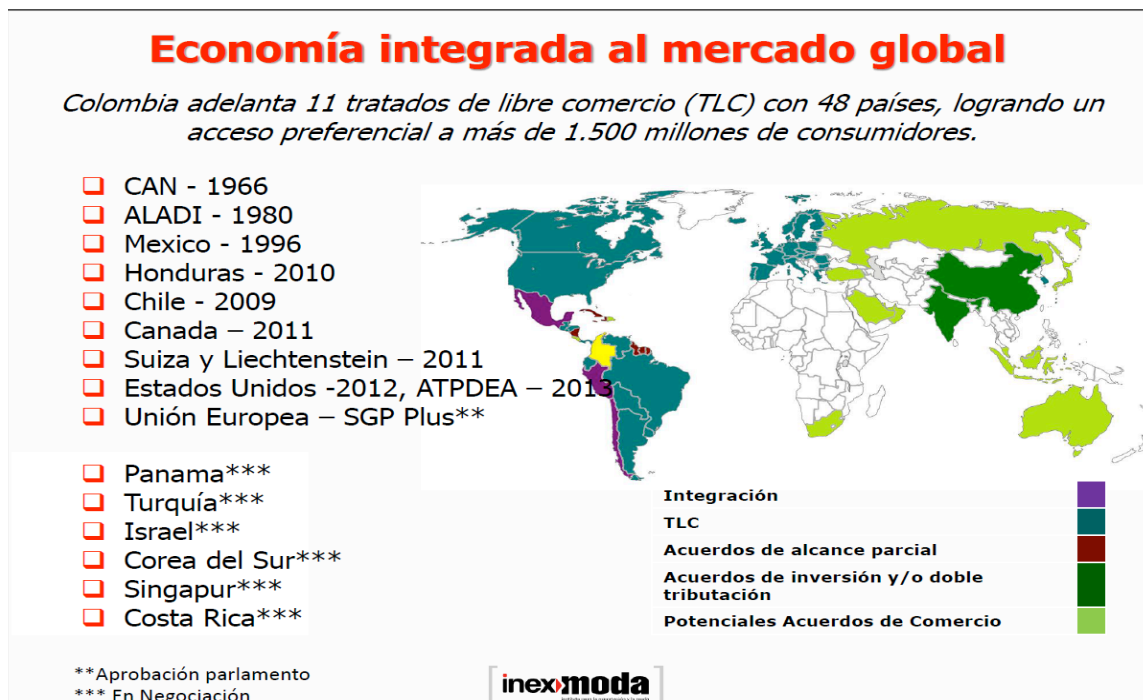 Economía integrada al mercado global
Colombia adelanta 11 tratados de libre comercio (TLC) con 48 países, logrando un
acceso preferencial a más de 1.500 millones de consumidores.
CAN - 1966
ALADI - 1980
Mexico - 1996
Honduras - 2010
Chile - 2009
Canada – 2011
Suiza y Liechtenstein – 2011
Estados Unidos -2012, ATPDEA – 2013
Unión Europea – SGP Plus**
Panama***
Turquía***
Israel***
Corea del Sur***
Singapur***
Costa Rica***
Integración
TLC
Acuerdos de alcance parcial
Acuerdos de inversión y/o doble
tributación
Potenciales Acuerdos de Comercio
**Aprobación parlamento
*** En Negociación
inexmoda